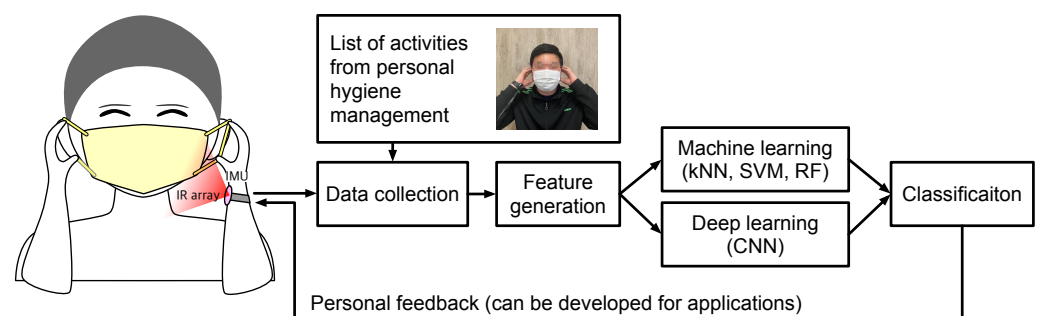 IMU
IR array
List of activities
from personal
hygiene
management
Data collection
Feature
generation
Machine learning
(kNN, SVM, RF)
Deep learning
(CNN)
Classificaiton
Personal feedback (can be developed for applications)